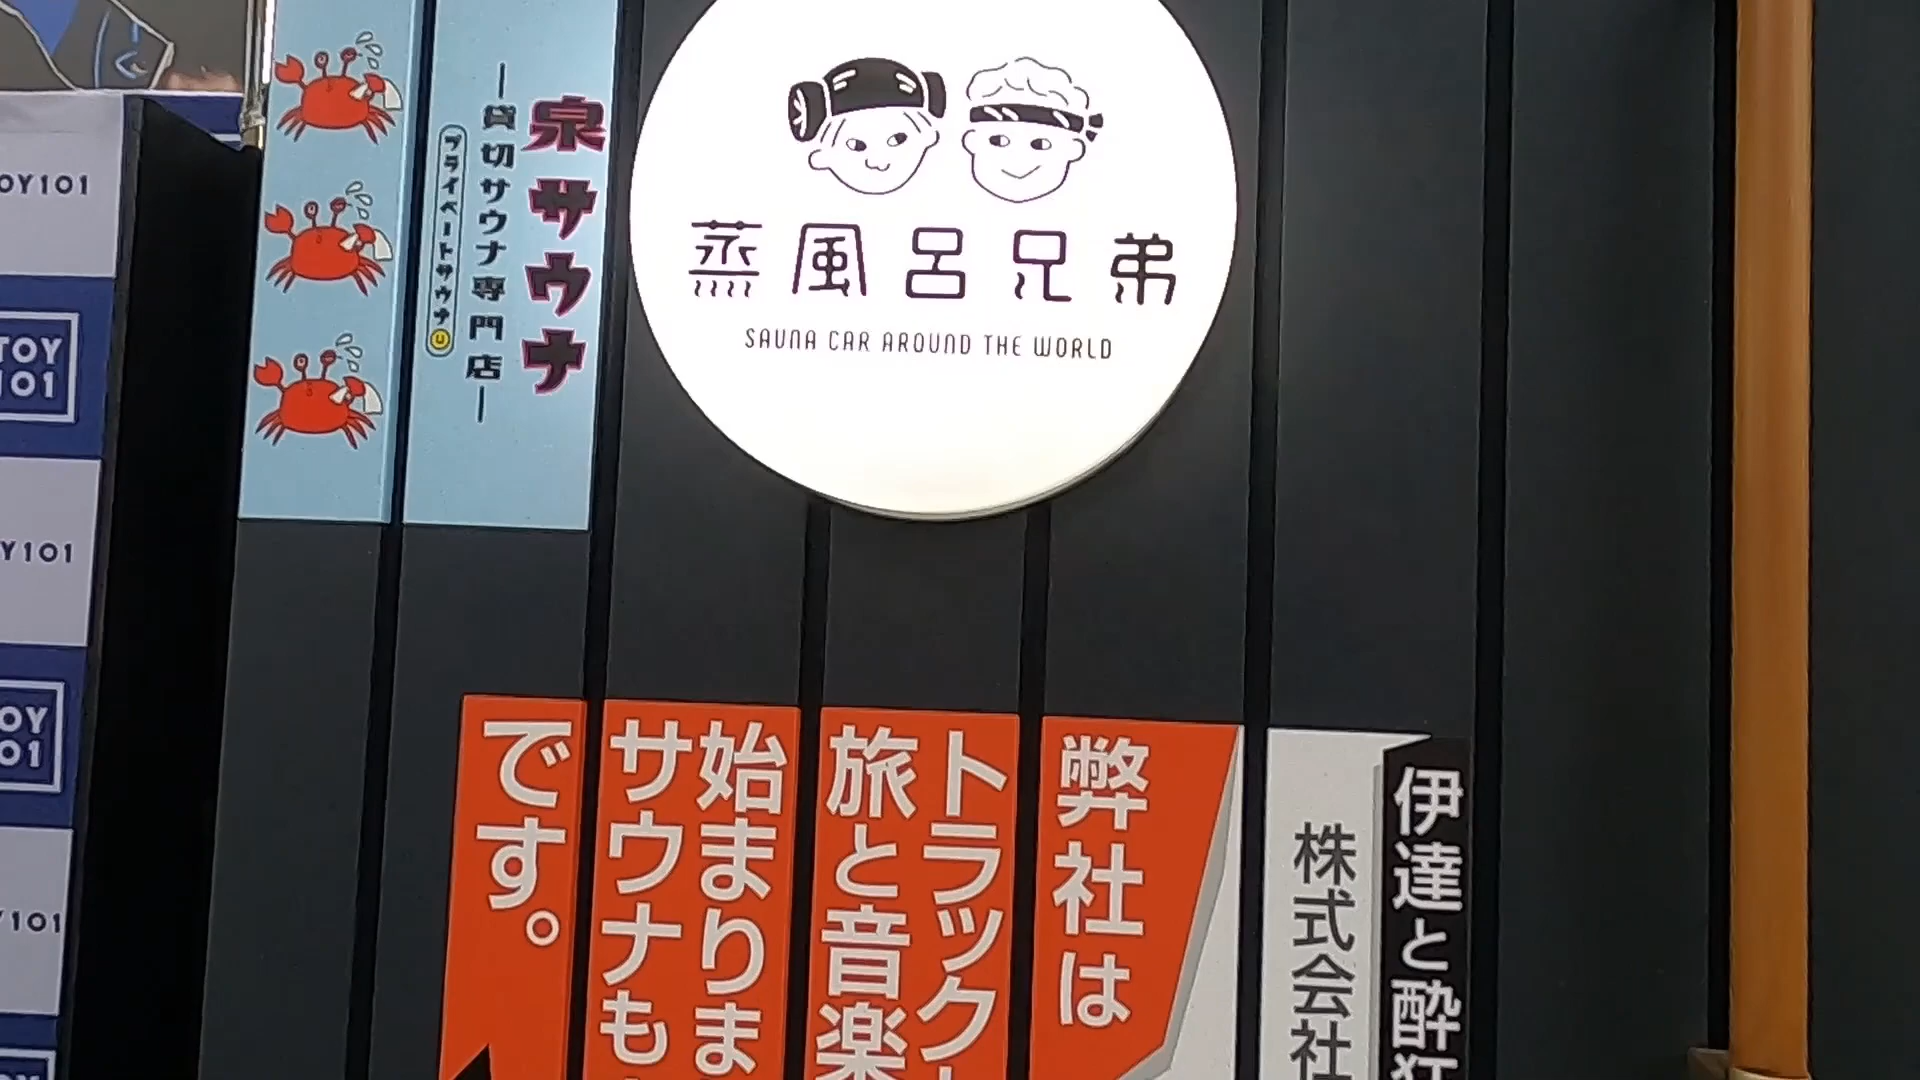 泉サウナ
貸切サウナ専門店
プライベートサウナ
蒸風呂兄弟
SAUNA CAR AROUND THE WORLD
伊達と酔狂
株式会社
弊社は
トラック
旅と音楽
始まりま
サウナも
です。
OY101
TOY
101
Y101
OY
01
101